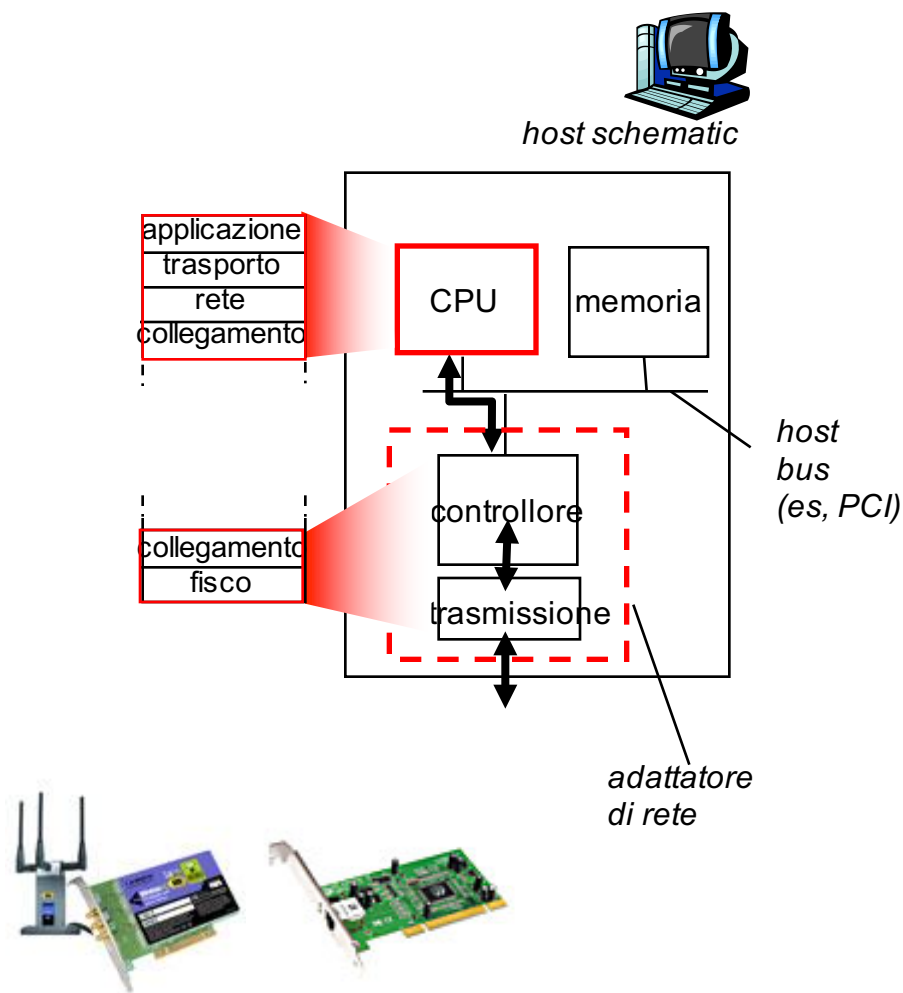 host schematic
applicazione
trasporto
rete
collegamento
CPU
memoria
host
bus
(es, PCI)
controllore
collegamento
fisco
trasmissione
adattatore
di rete